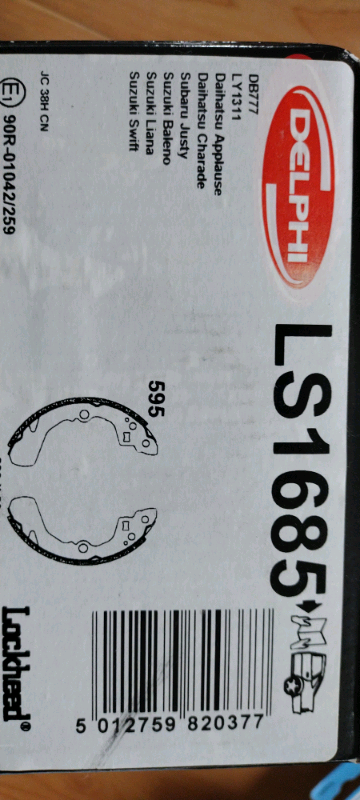 DELPHI
LS1685
DB777
LY1311
Daihatsu Applause
Daihatsu Charade
Subaru Justy
Suzuki Baleno
Suzuki Liana
Suzuki Swift
595
JC 38H CN
E1 90R-01042/259
5 012759 820377
Lockheed®